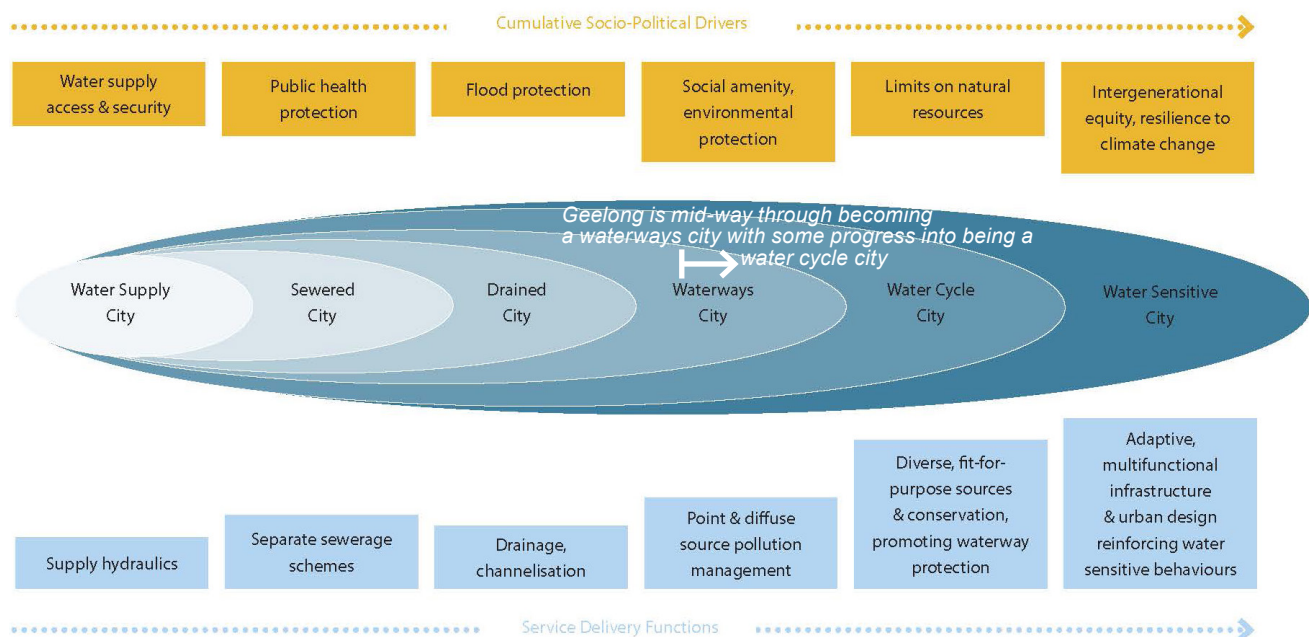 Cumulative Socio-Political Drivers
Water supply
access & security
Public health
protection
Flood protection
Social amenity,
environmental
protection
Limits on natural
resources
Intergenerational
equity, resilience to
climate change
Geelong is mid-way through becoming
a waterways city with some progress into being a
water cycle city
Water Supply
City
Sewered
City
Drained
City
Waterways
City
Water Cycle
City
Water Sensitive
City
Supply hydraulics
Separate sewerage
schemes
Drainage,
channelisation
Point & diffuse
source pollution
management
Diverse, fit-for-
purpose sources
& conservation,
promoting waterway
protection
Adaptive,
multifunctional
infrastructure
& urban design
reinforcing water
sensitive behaviours
Service Delivery Functions